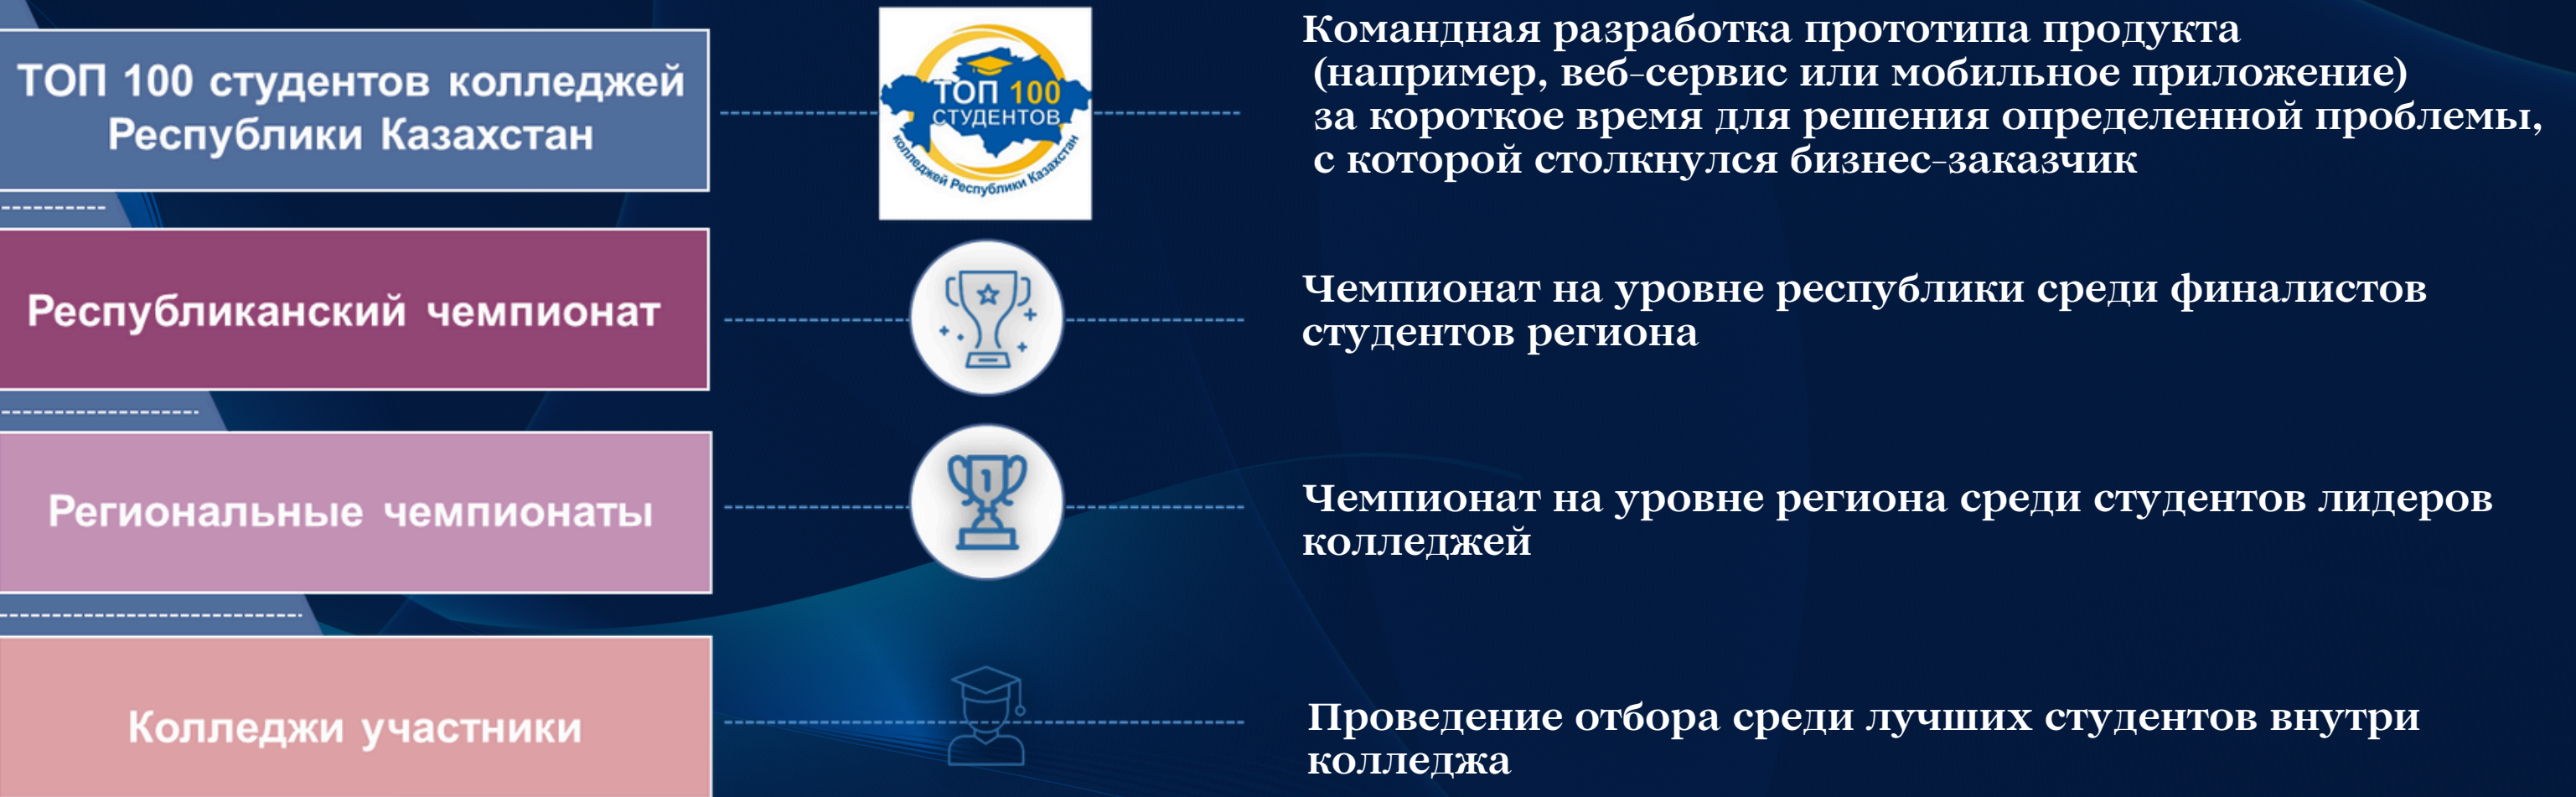 ТОП 100 студентов колледжей
Республики Казахстан
ТОП 100
СТУДЕНТОВ
колледжей Республики Казахстан
Командная разработка прототипа продукта
(например, веб-сервис или мобильное приложение)
за короткое время для решения определенной проблемы,
с которой столкнулся бизнес-заказчик
Республиканский чемпионат
Чемпионат на уровне республики среди финалистов
студентов региона
Региональные чемпионаты
1
Чемпионат на уровне региона среди студентов лидеров
колледжей
Колледжи участники
Проведение отбора среди лучших студентов внутри
колледжа